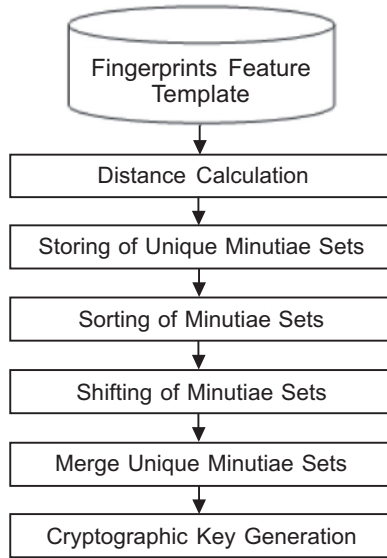 Fingerprints Feature
Template
Distance Calculation
Storing of Unique Minutiae Sets
Sorting of Minutiae Sets
Shifting of Minutiae Sets
Merge Unique Minutiae Sets
Cryptographic Key Generation